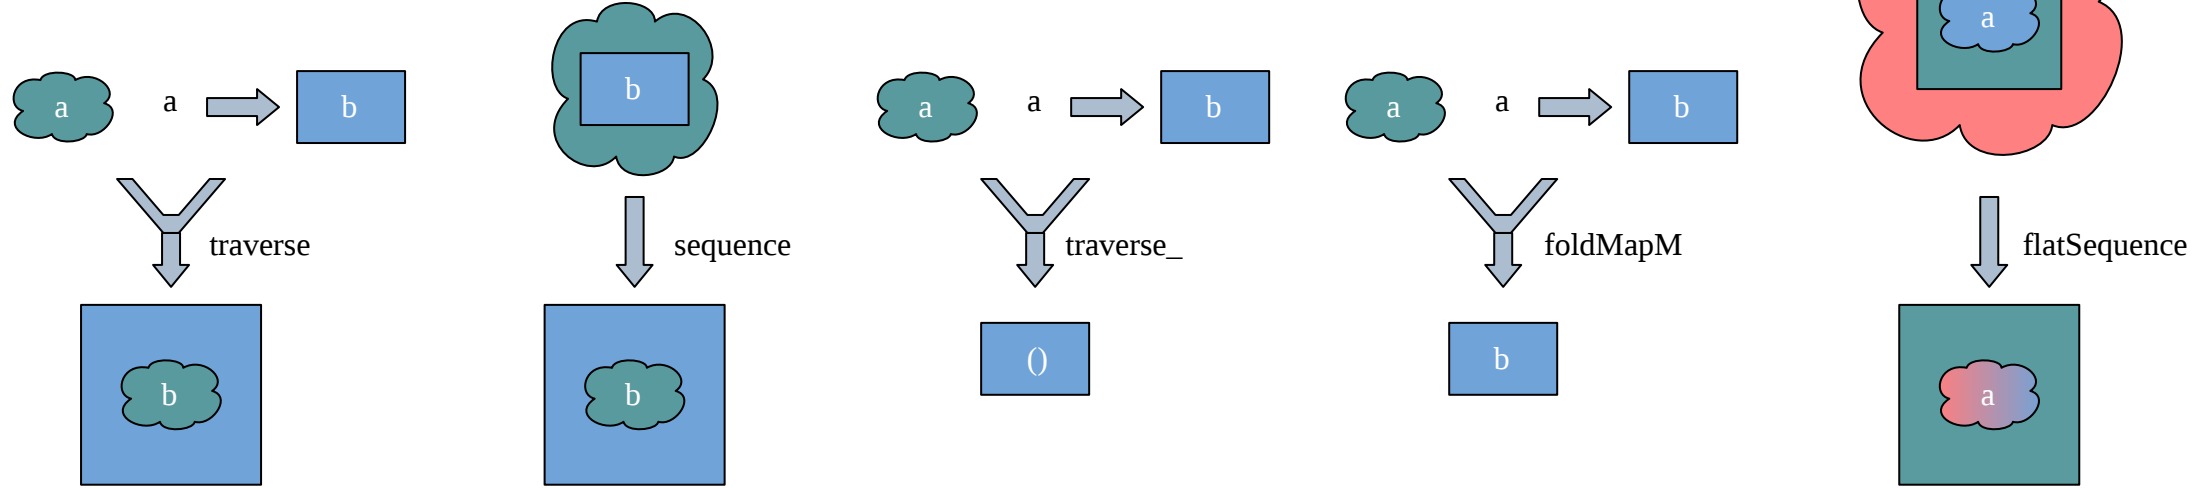 a a b
traverse
b
b
sequence
b
a a b
traverse_
()
a a b
foldMapM
b
a
flatSequence
a